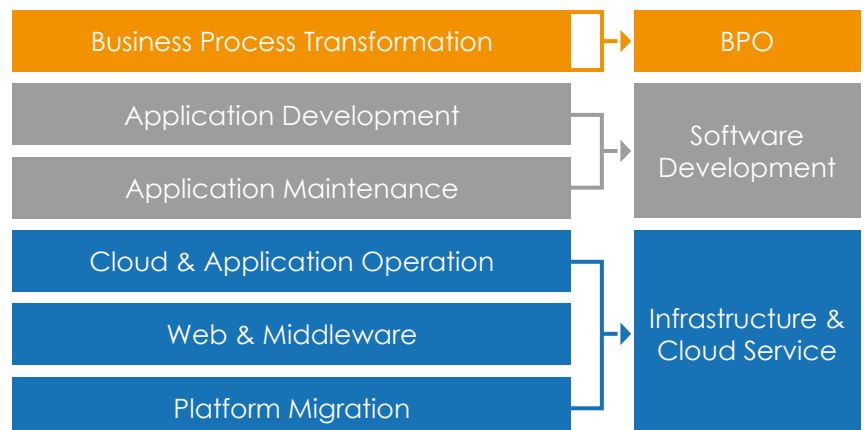 Business Process Transformation
BPO
Application Development
Application Maintenance
Software
Development
Cloud & Application Operation
Web & Middleware
Platform Migration
Infrastructure &
Cloud Service